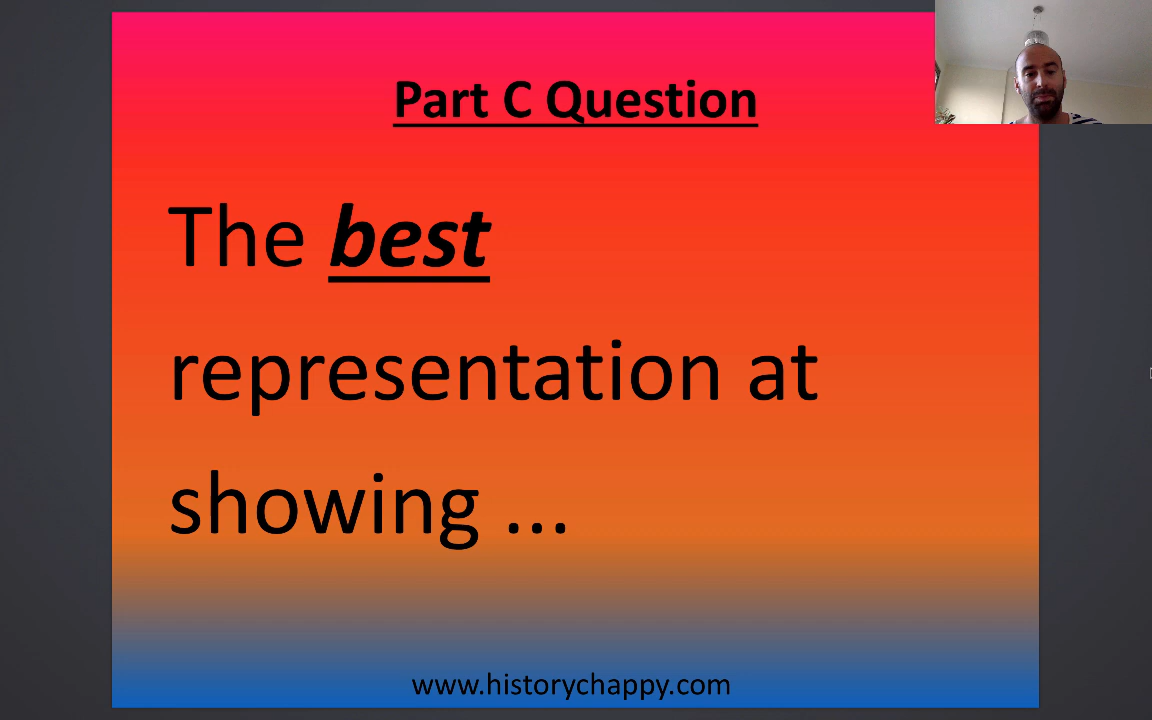 Part C Question
The best
representation at
showing ...
www.historychappy.com